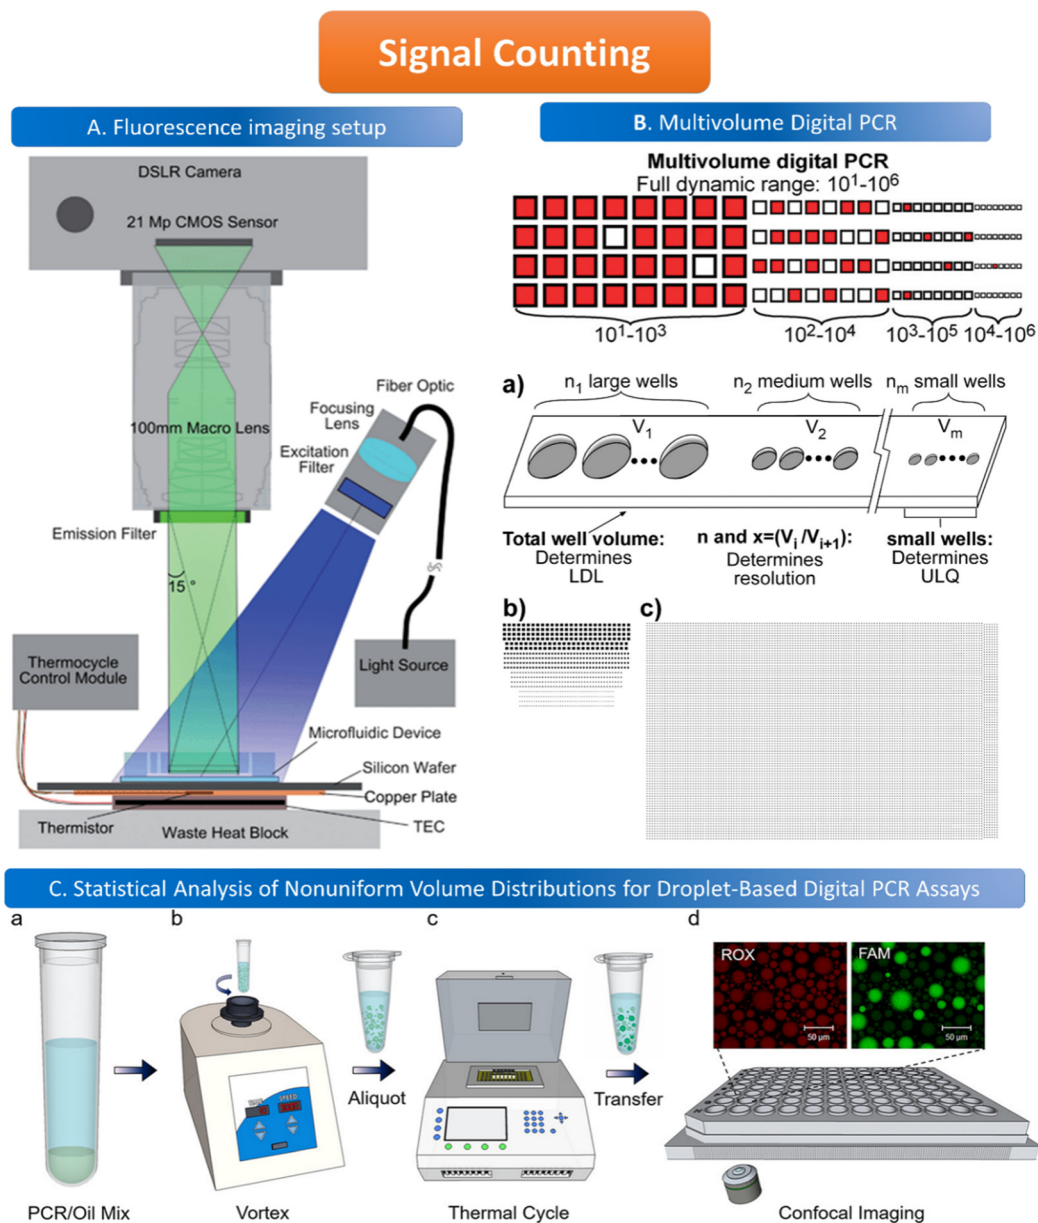 Signal Counting
A. Fluorescence imaging setup
DSLR Camera
21 Mp CMOS Sensor
100mm Macro Lens
Fiber Optic
Focusing
Lens
Excitation
Filter
Emission Filter
15 °
Thermocycle
Control Module
Light Source
Microfluidic Device
Silicon Wafer
Copper Plate
Thermistor
TEC
Waste Heat Block
B. Multivolume Digital PCR
Multivolume digital PCR
Full dynamic range: 10¹-10⁶
10¹-10³
10²-10⁴
10³-10⁵
10⁴-10⁶
a)
n₁ large wells
n₂ medium wells
nₘ small wells
V₁
V₂
Vₘ
Total well volume:
Determines
LDL
n and x=(Vᵢ/Vᵢ₊₁):
Determines
resolution
small wells:
Determines
ULQ
b)
c)
C. Statistical Analysis of Nonuniform Volume Distributions for Droplet-Based Digital PCR Assays
a
b
c
d
PCR/Oil Mix
SPEED
Vortex
Aliquot
Thermal Cycle
Transfer
ROX
50 µm
FAM
50 µm
Confocal Imaging